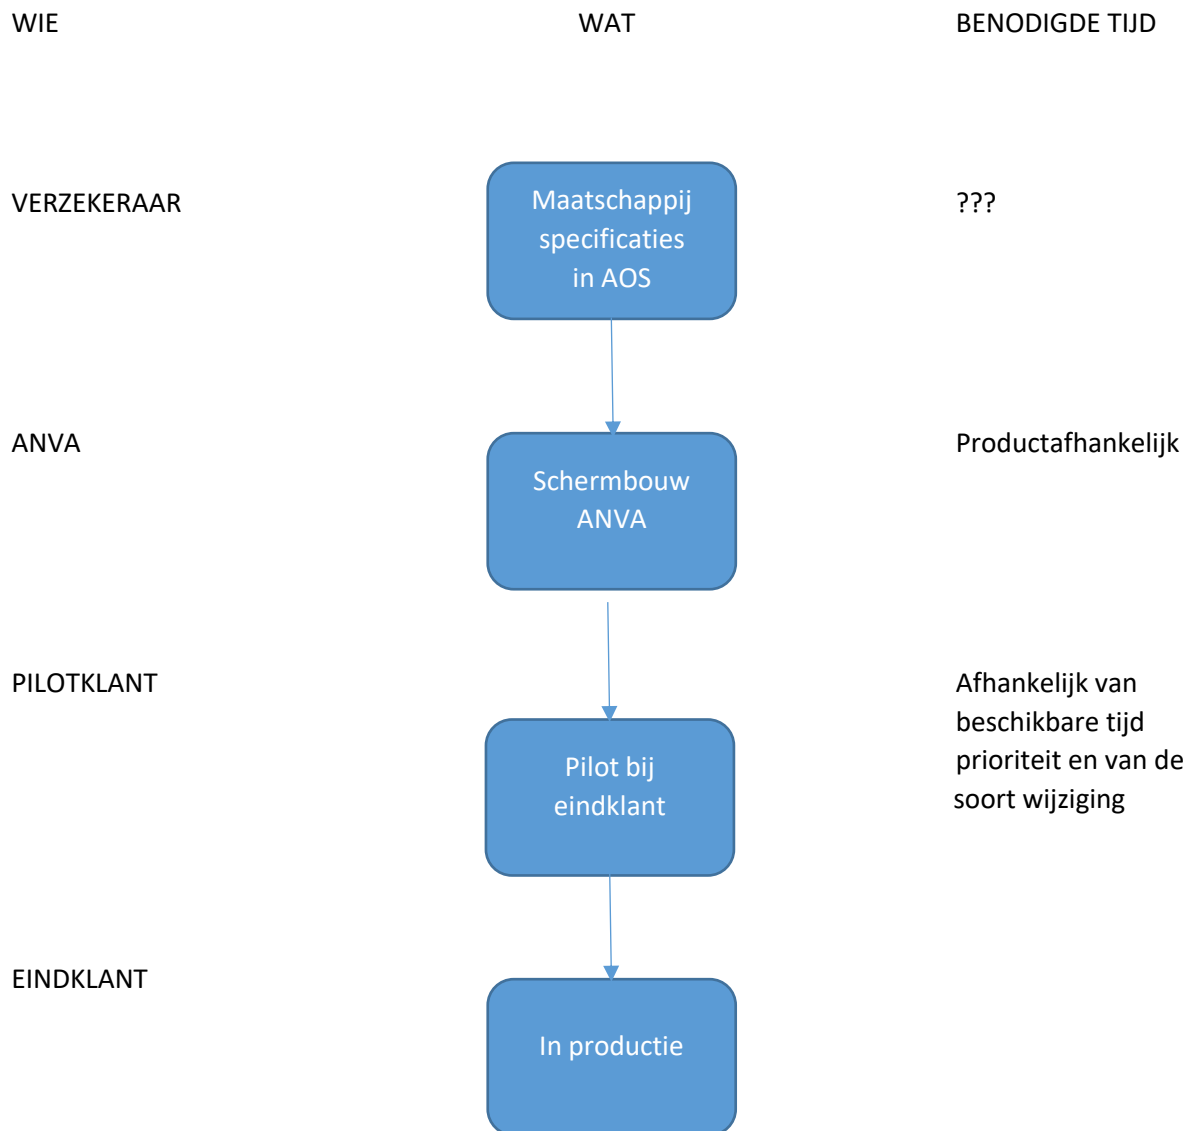 WIE WAT BENODIGDE TIJD
VERZEKERAAR
Maatschappij
specificaties
in AOS
???
ANVA
Schermbouw
ANVA
Productafhankelijk
PILOTKLANT
Pilot bij
eindklant
Afhankelijk van
beschikbare tijd
prioriteit en van de
soort wijziging
EINDKLANT
In productie